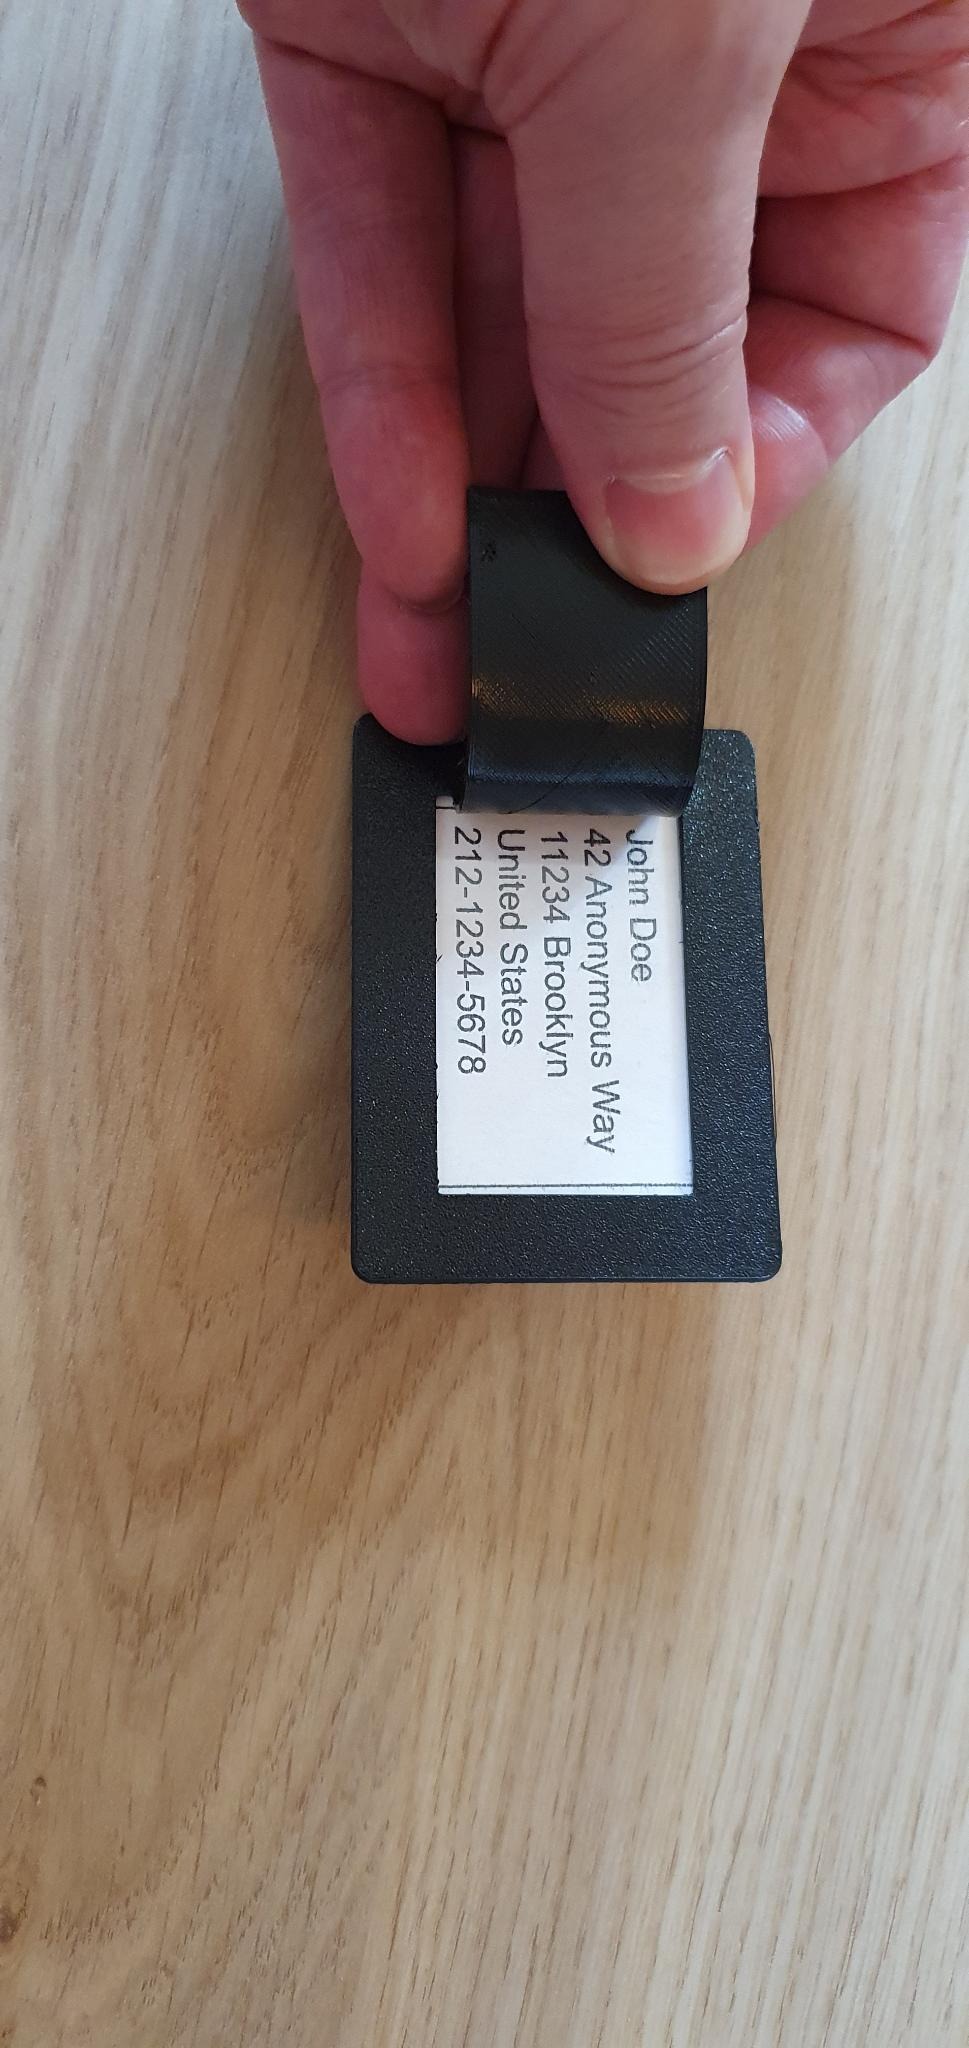 John Doe
42 Anonymous Way
11234 Brooklyn
United States
212-1234-5678